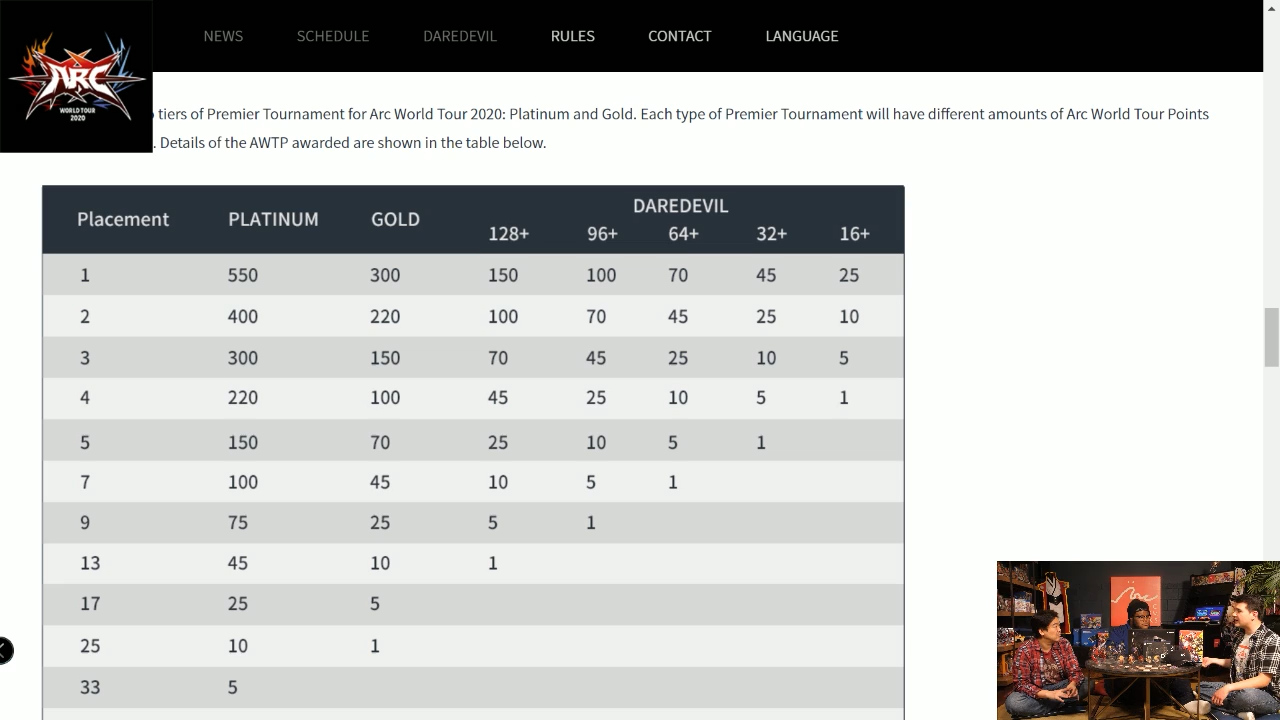 NEWS SCHEDULE DAREDEVIL RULES CONTACT LANGUAGE
ARC
WORLD TOUR
2020
tiers of Premier Tournament for Arc World Tour 2020: Platinum and Gold. Each type of Premier Tournament will have different amounts of Arc World Tour Points
. Details of the AWTP awarded are shown in the table below.
DAREDEVIL
Placement PLATINUM GOLD 128+ 96+ 64+ 32+ 16+
1 550 300 150 100 70 45 25
2 400 220 100 70 45 25 10
3 300 150 70 45 25 10 5
4 220 100 45 25 10 5 1
5 150 70 25 10 5 1
7 100 45 10 5 1
9 75 25 5 1
13 45 10 1
17 25 5
25 10 1
33 5